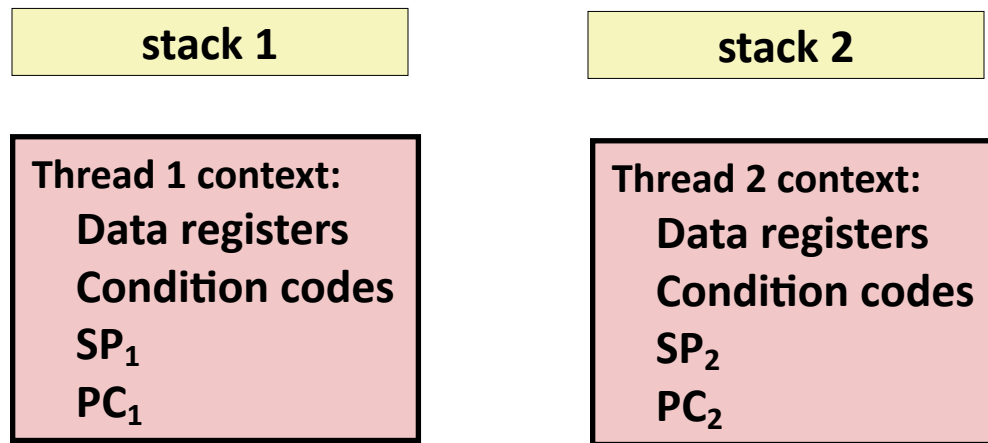 stack 1
Thread 1 context:
Data registers
Condition codes
SP₁
PC₁
stack 2
Thread 2 context:
Data registers
Condition codes
SP₂
PC₂